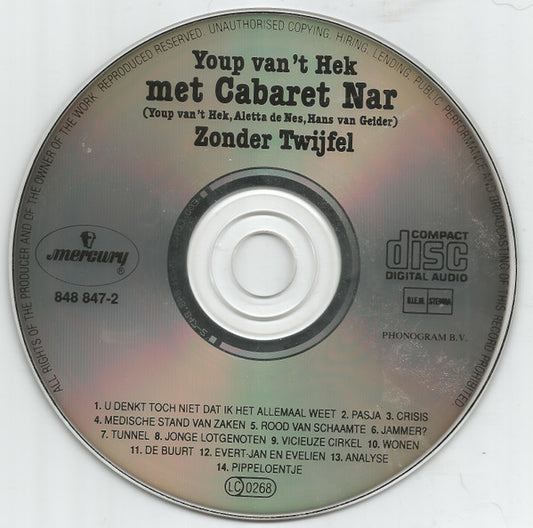 ALL RIGHTS OF THE PRODUCER AND OF THE OWNER OF THE WORK REPRODUCED RESERVED. UNAUTHORISED COPYING, HIRING, LENDING, PUBLIC PERFORMANCE AND BROADCASTING OF THIS RECORD PROHIBITED.
Youp van't Hek
met Cabaret Nar
(Youp van't Hek, Aletta de Nes, Hans van Gelder)
Zonder Twijfel
mercury ®
848 847-2
COMPACT
disc
DIGITAL AUDIO
B.I.E.M. STEMRA
PHONOGRAM B.V.
1. U DENKT TOCH NIET DAT IK HET ALLEMAAL WEET 2. PASJA 3. CRISIS
4. MEDISCHE STAND VAN ZAKEN 5. ROOD VAN SCHAAMTE 6. JAMMER?
7. TUNNEL 8. JONGE LOTGENOTEN 9. VICIEUZE CIRKEL 10. WONEN
11. DE BUURT 12. EVERT-JAN EN EVELIEN 13. ANALYSE
14. PIPPELOENTJE
LC 0268